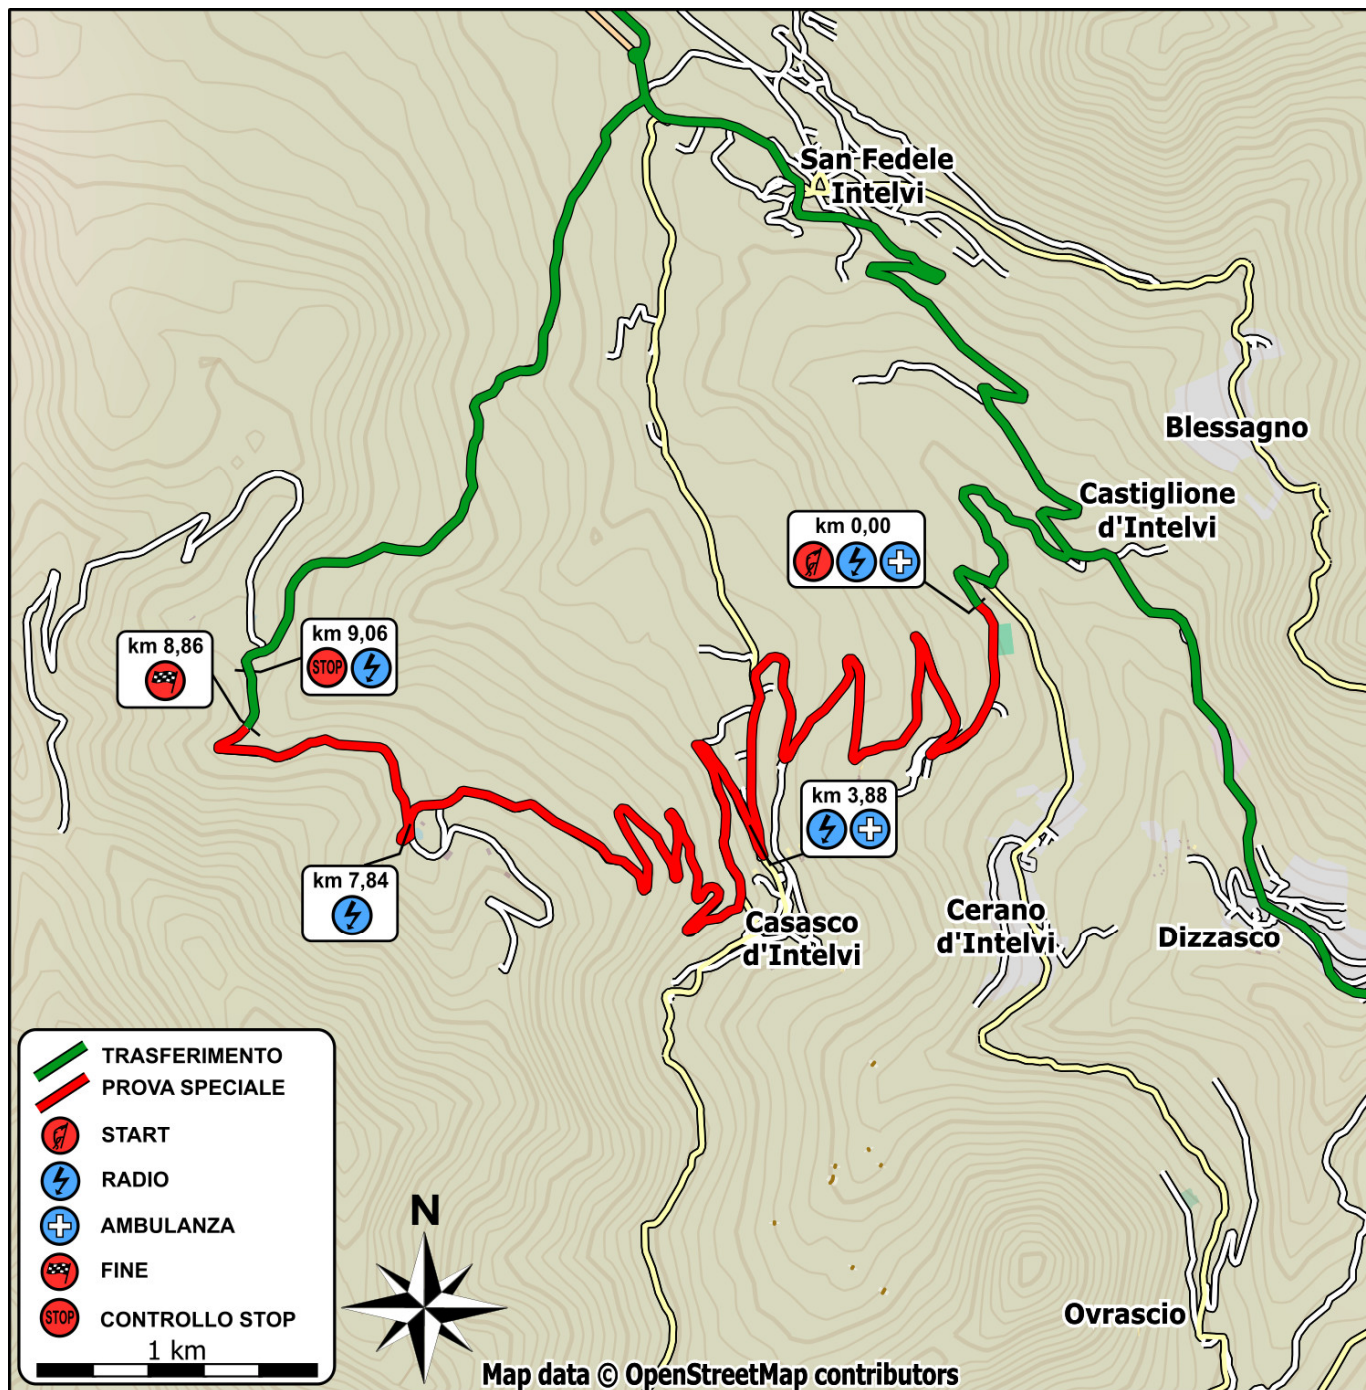 San Fedele
Intelvi
Blessagno
Castiglione
d'Intelvi
km 0,00
km 8,86
km 9,06
STOP
km 3,88
km 7,84
Casasco
d'Intelvi
Cerano
d'Intelvi
Dizzasco
TRASFERIMENTO
PROVA SPECIALE
START
RADIO
AMBULANZA
FINE
STOP CONTROLLO STOP
1 km
N
Ovrascio
Map data © OpenStreetMap contributors